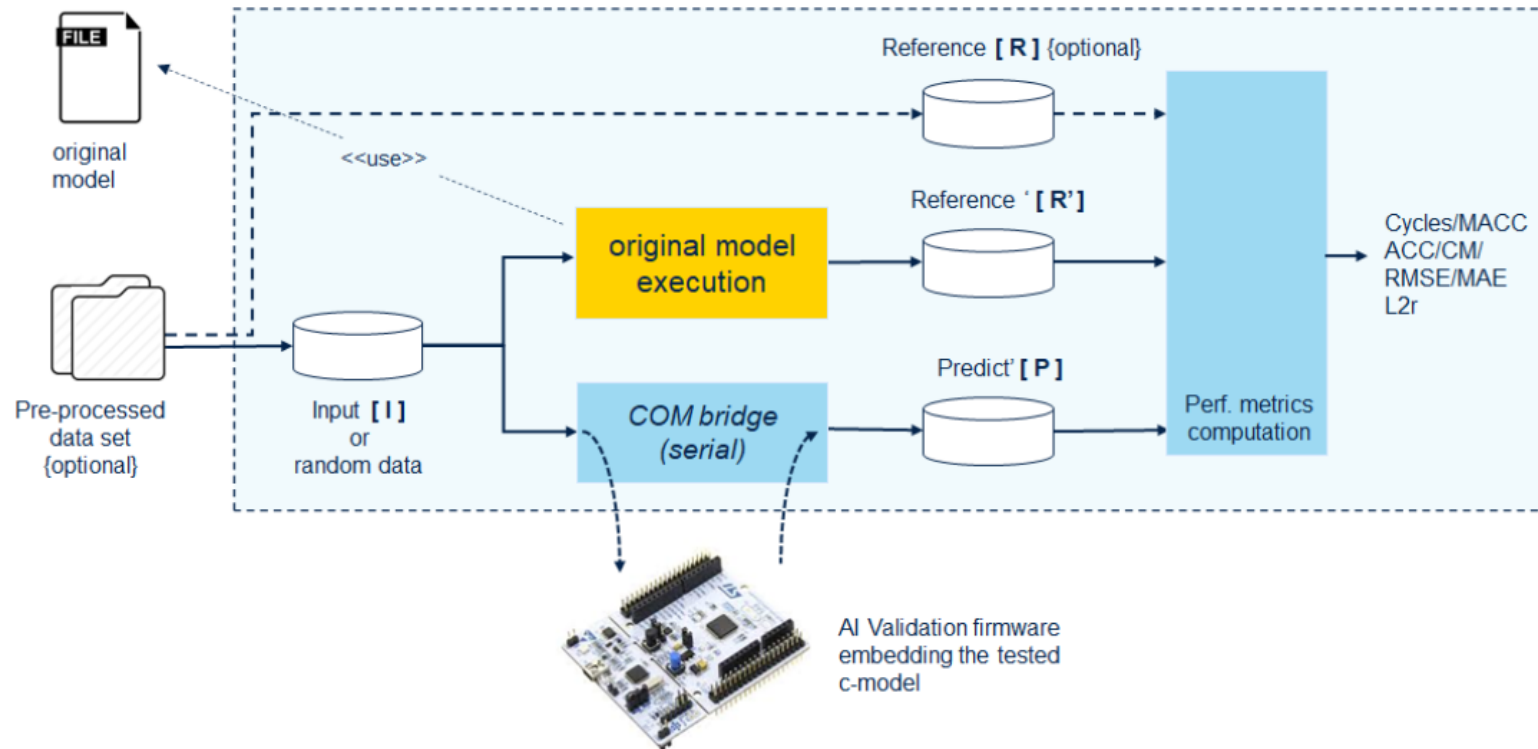 FILE
original
model
<<use>>
Reference [ R ] {optional}
Reference ‘ [ R’ ]
original model
execution
Cycles/MACC
ACC/CM/
RMSE/MAE
L2r
Pre-processed
data set
{optional}
Input [ I ]
or
random data
COM bridge
(serial)
Predict’ [ P ]
Perf. metrics
computation
AI Validation firmware
embedding the tested
c-model